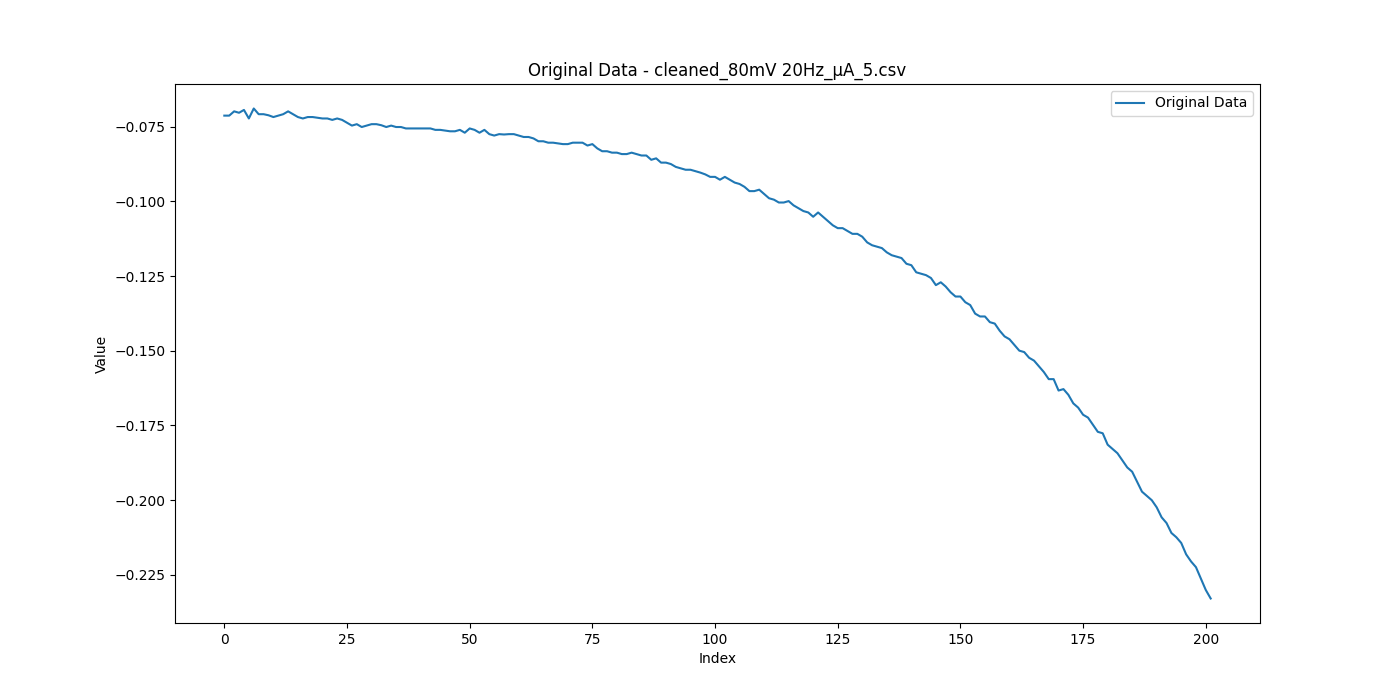 Original Data - cleaned_80mV 20Hz_µA_5.csv
Original Data
−0.075
−0.100
−0.125
−0.150
−0.175
−0.200
−0.225
Value
0 25 50 75 100 125 150 175 200
Index